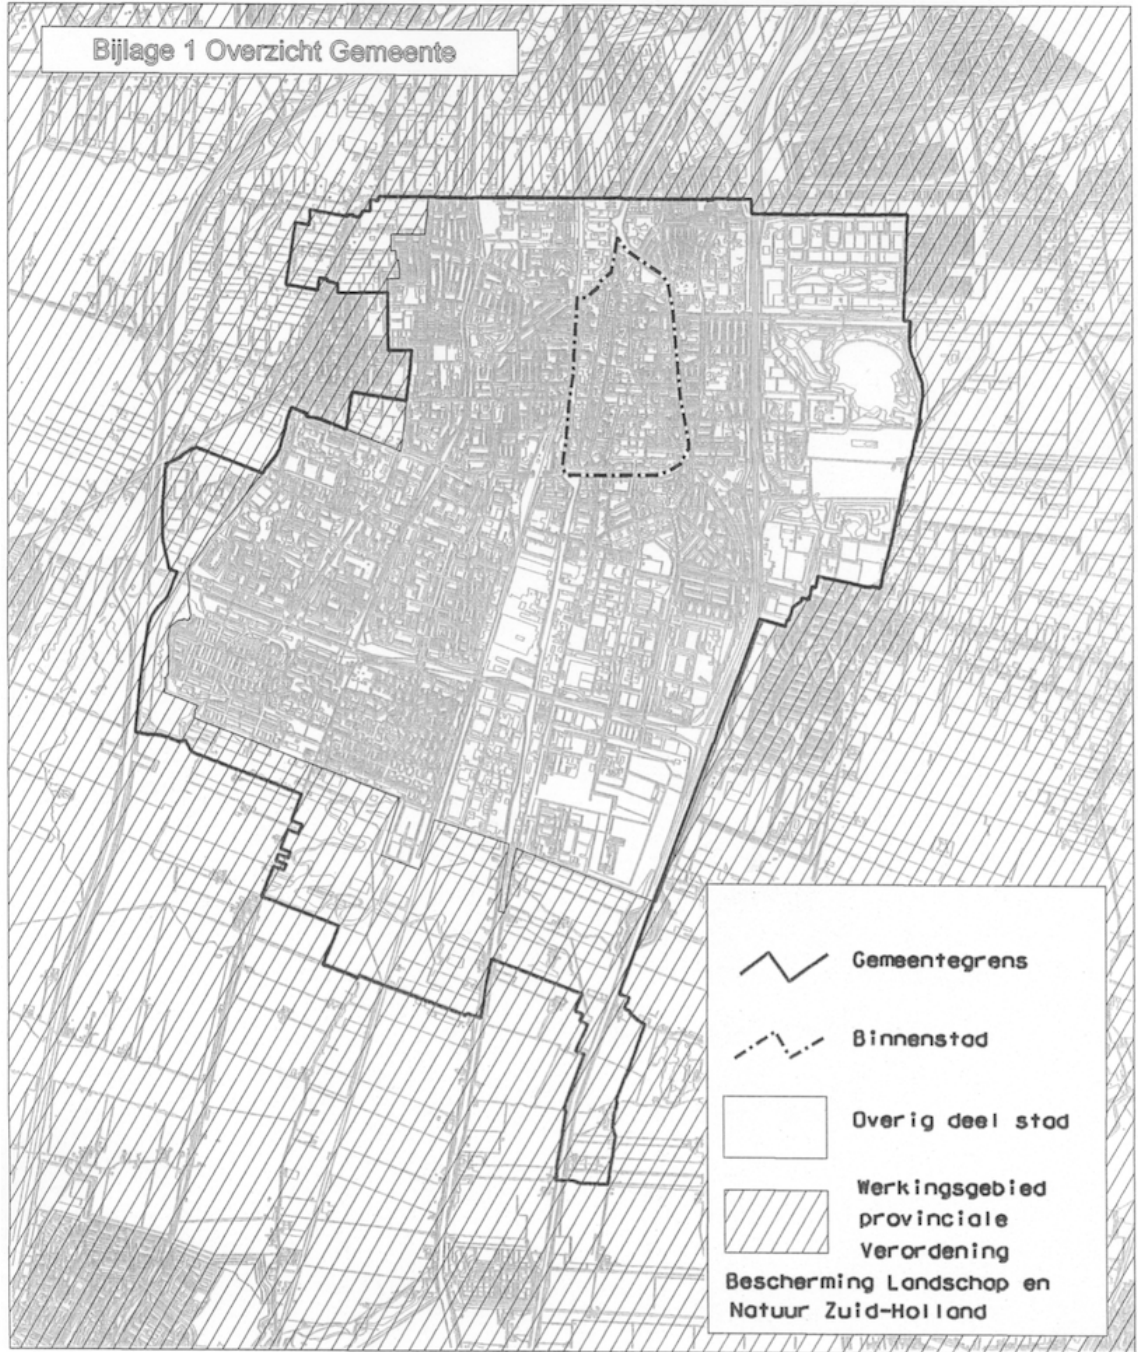 Bijlage 1 Overzicht Gemeente
Gemeentegrens
Binnenstad
Overig deel stad
Werkingsgebied
provinciale
Verordening
Bescherming Landschap en
Natuur Zuid-Holland